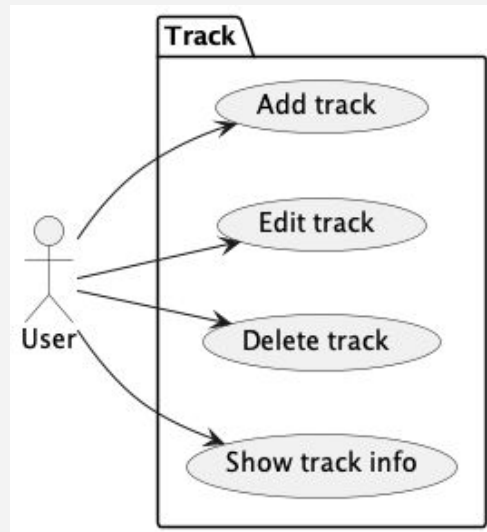 Track
Add track
Edit track
User
Delete track
Show track info